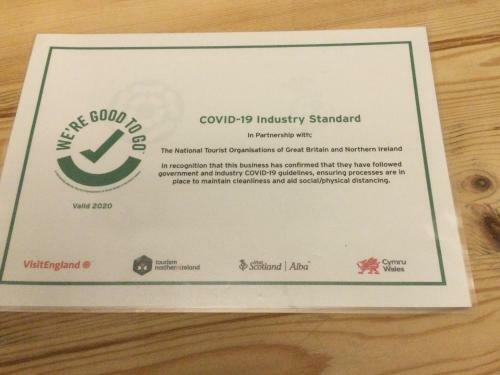 WE'RE GOOD TO GO
Valid 2020
COVID-19 Industry Standard
In Partnership with;
The National Tourist Organisations of Great Britain and Northern Ireland
In recognition that this business has confirmed that they have followed
government and industry COVID-19 guidelines, ensuring processes are in
place to maintain cleanliness and aid social/physical distancing.
VisitEngland
tourism
northernireland
Visit
Scotland | Alba
Cymru
Wales